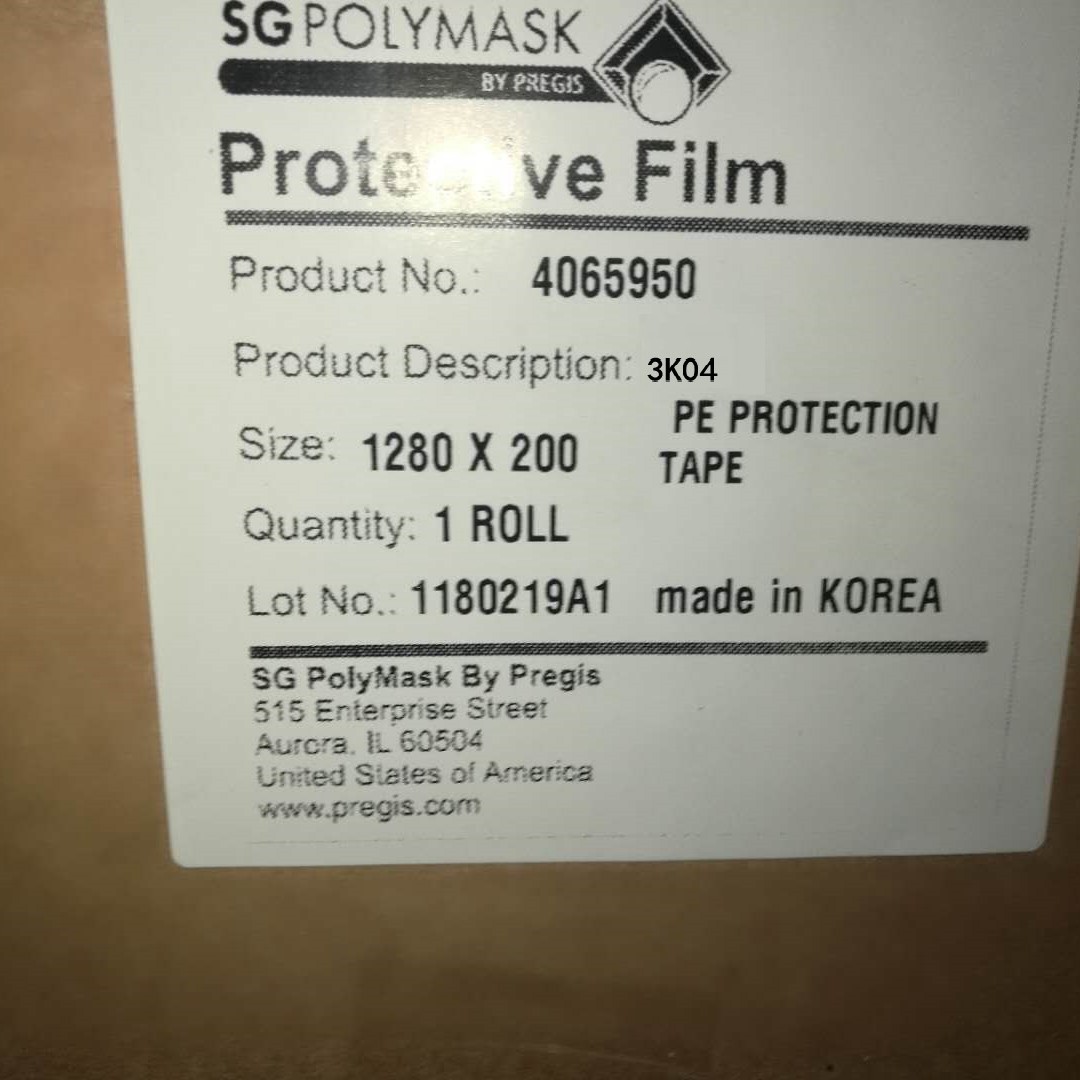 SG POLYMASK
BY PREGIS
Protective Film
Product No.: 4065950
Product Description: 3K04
PE PROTECTION
TAPE
Size: 1280 X 200
Quantity: 1 ROLL
Lot No.: 1180219A1 made in KOREA
SG PolyMask By Pregis
515 Enterprise Street
Aurora, IL 60504
United States of America
www.pregis.com